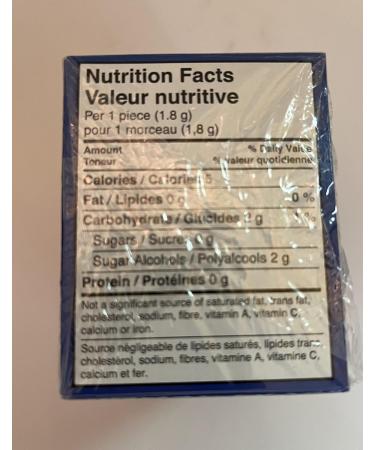 Nutrition Facts
Valeur nutritive
Per 1 piece (1.8 g)
pour 1 morceau (1,8 g)
Amount % Daily Value
Teneur % valeur quotidienne
Calories / Calories 5
Fat / Lipides 0 g 0 %
Carbohydrate / Glucides 2 g 1 %
Sugars / Sucres 0 g
Sugar Alcohols / Polyalcools 2 g
Protein / Protéines 0 g
Not a significant source of saturated fat, trans fat,
cholesterol, sodium, fibre, vitamin A, vitamin C,
calcium or iron.
Source négligeable de lipides saturés, lipides trans,
cholestérol, sodium, fibres, vitamine A, vitamine C,
calcium et fer.